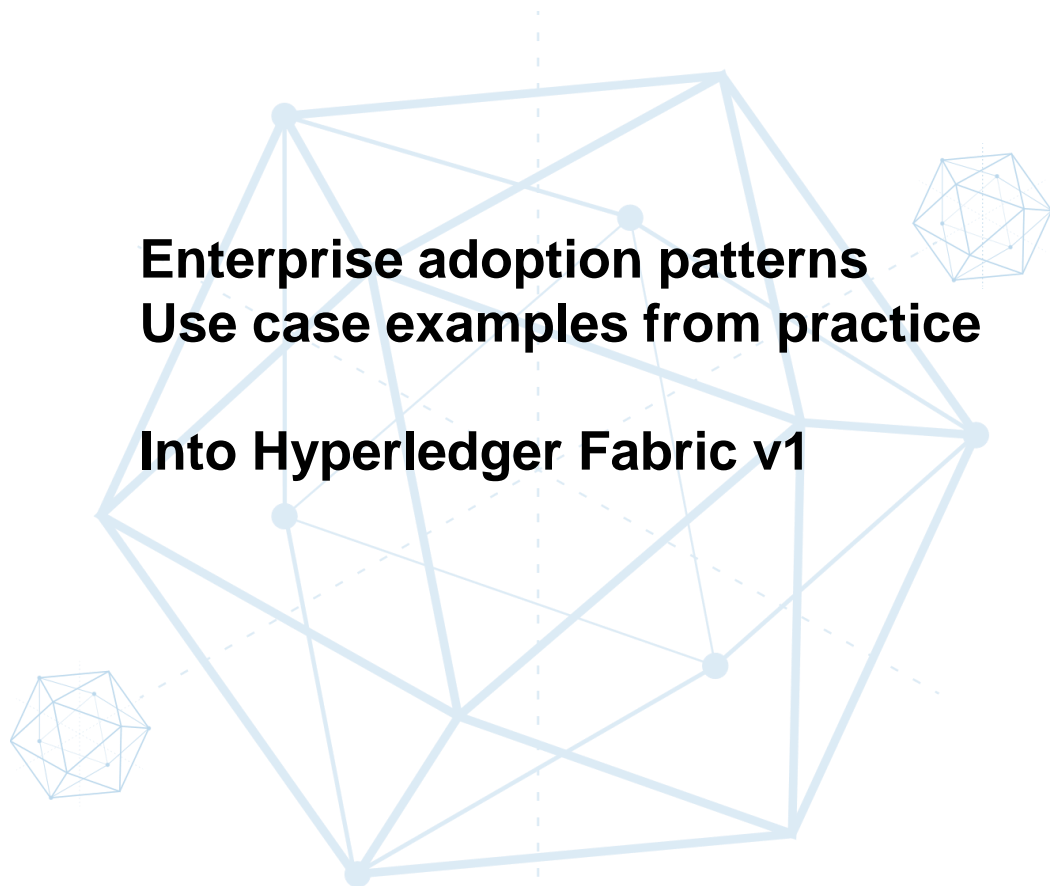 Enterprise adoption patterns
Use case examples from practice
Into Hyperledger Fabric v1